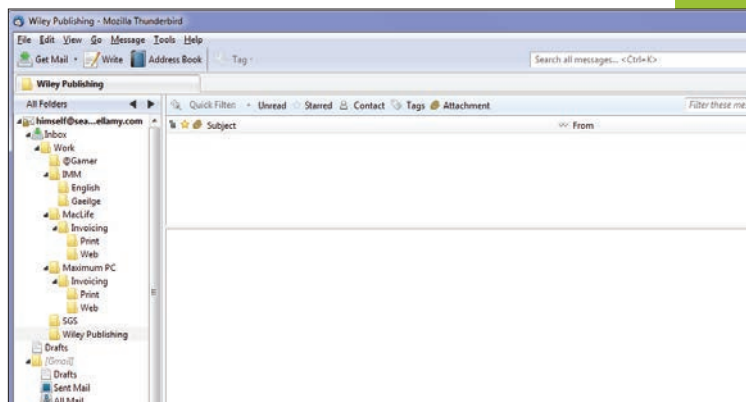 Wiley Publishing - Mozilla Thunderbird
File Edit View Go Message Tools Help
Get Mail Write Address Book Tag
Search all messages... <Ctrl+K>
Wiley Publishing
All Folders
Quick Filter: Unread Starred Contact Tags Attachment
Filter these me
himself@sea...ellamy.com
Subject
From
Inbox
Work
@Gamer
IMM
English
Gaeilge
MacLife
Invoicing
Print
Web
Maximum PC
Invoicing
Print
Web
SGS
Wiley Publishing
Drafts
[Gmail]
Drafts
Sent Mail
All Mail